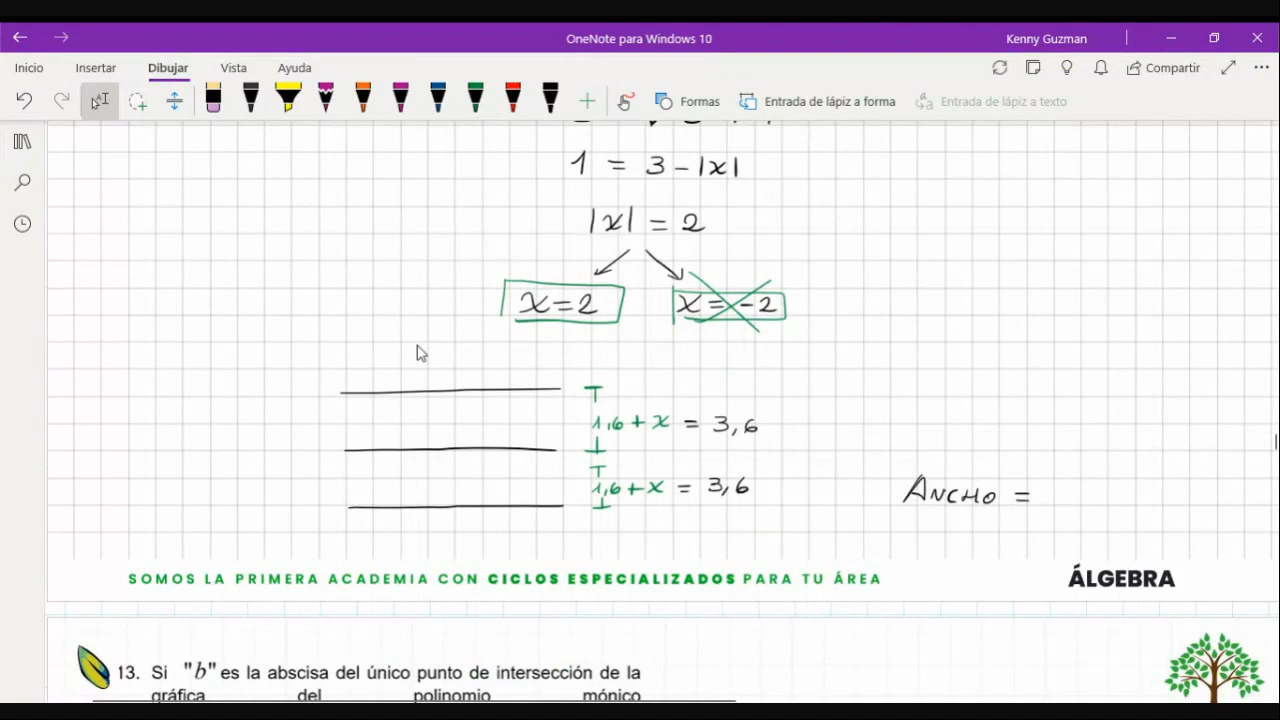 OneNote para Windows 10
Kenny Guzman
Inicio Insertar Dibujar Vista Ayuda
Compartir
Formas Entrada de lápiz a forma Entrada de lápiz a texto
1 = 3 - |x|
|x| = 2
x = 2 x = -2
1,6 + x = 3,6
1,6 + x = 3,6
ANCHO =
SOMOS LA PRIMERA ACADEMIA CON CICLOS ESPECIALIZADOS PARA TU ÁREA
ÁLGEBRA
13. Si "b" es la abscisa del único punto de intersección de la
gráfica del polinomio mónico